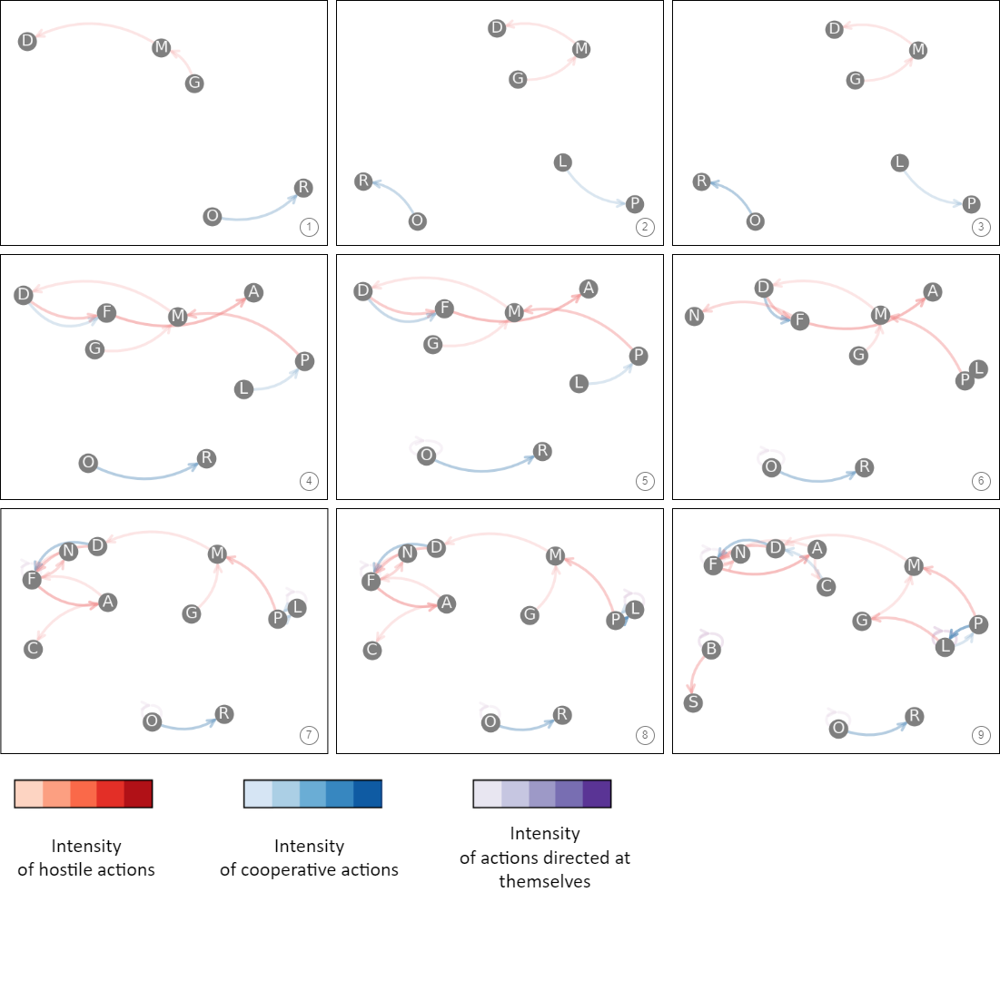 D
M
G
R
O
1
D
M
G
L
R
P
O
2
D
M
G
L
R
P
O
3
A
D
F
M
G
P
L
O
R
4
A
D
F
M
G
P
L
O
R
5
D
A
N
F
M
G
L
P
O
R
6
N D
M
F
A
L
G
P
C
O
R
7
N D
M
F
A
L
G
P
C
O
R
8
F N D A
M
C
G
P
B
L
S
O
R
9
Intensity
of hostile actions
Intensity
of cooperative actions
Intensity
of actions directed at
themselves